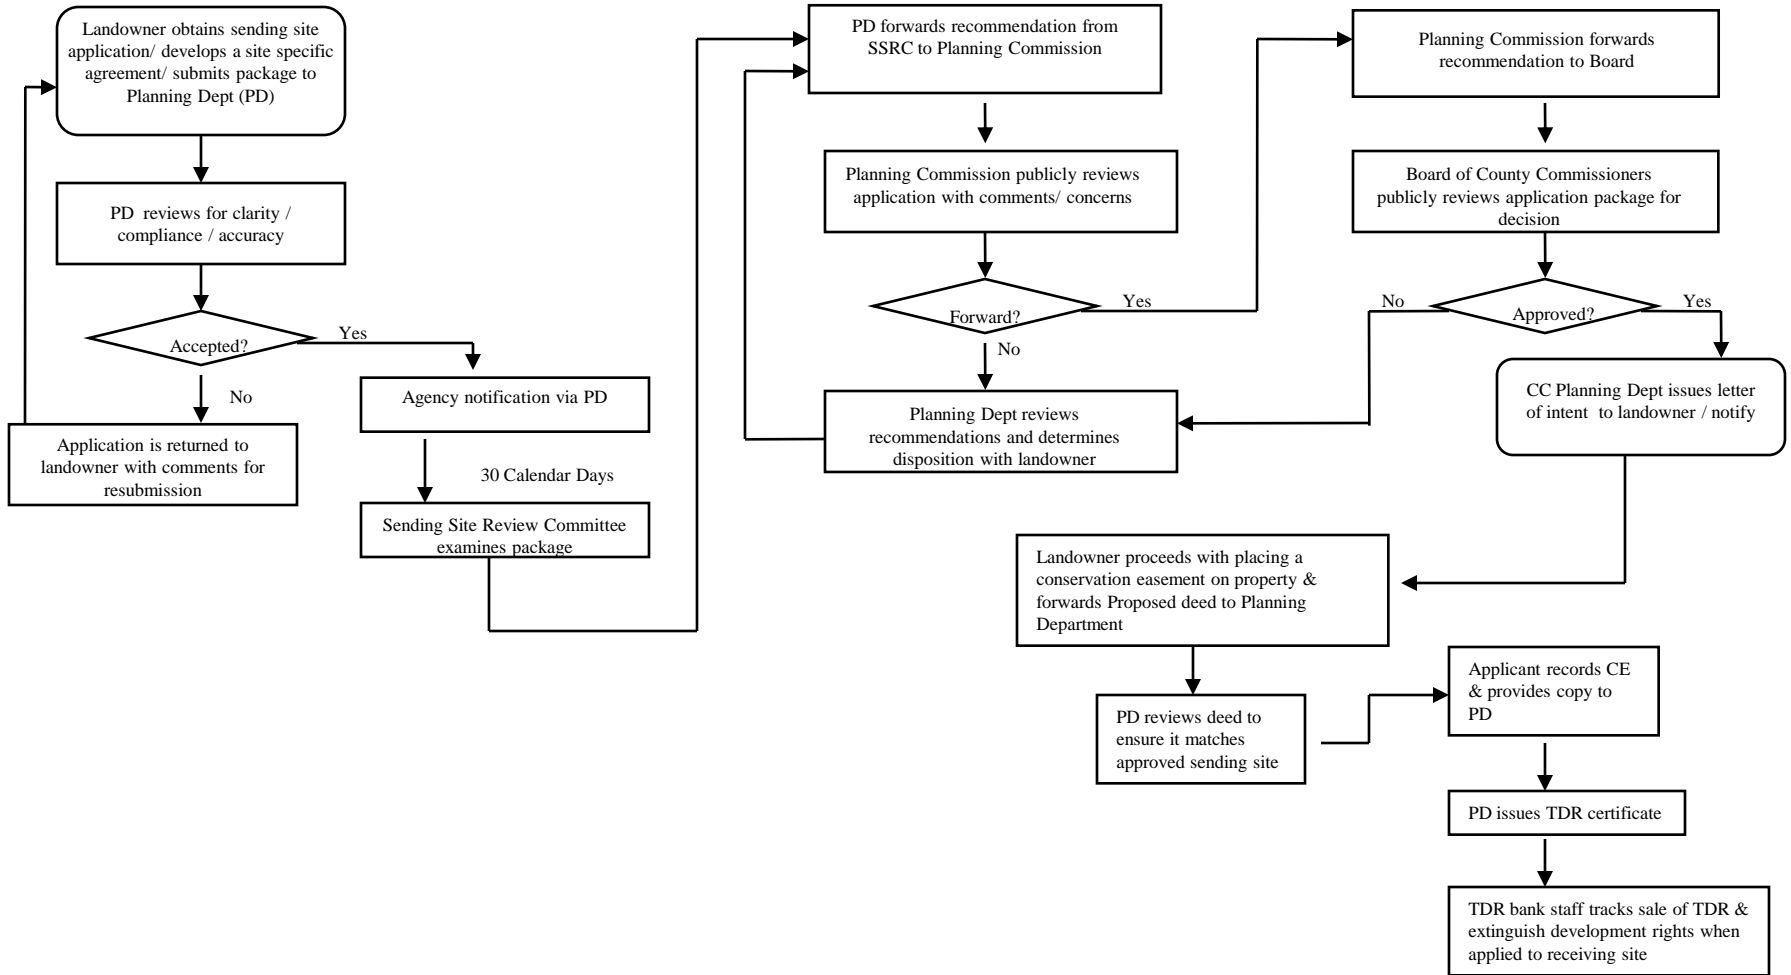 Landowner obtains sending site
application/ develops a site specific
agreement/ submits package to
Planning Dept (PD)
PD reviews for clarity /
compliance / accuracy
Accepted?
Yes
No
Application is returned to
landowner with comments for
resubmission
Agency notification via PD
30 Calendar Days
Sending Site Review Committee
examines package
PD forwards recommendation from
SSRC to Planning Commission
Planning Commission publicly reviews
application with comments/ concerns
Forward?
Yes
No
Planning Dept reviews
recommendations and determines
disposition with landowner
Planning Commission forwards
recommendation to Board
Board of County Commissioners
publicly reviews application package for
decision
No
Approved?
Yes
CC Planning Dept issues letter
of intent to landowner / notify
Landowner proceeds with placing a
conservation easement on property &
forwards Proposed deed to Planning
Department
PD reviews deed to
ensure it matches
approved sending site
Applicant records CE
& provides copy to
PD
PD issues TDR certificate
TDR bank staff tracks sale of TDR &
extinguish development rights when
applied to receiving site